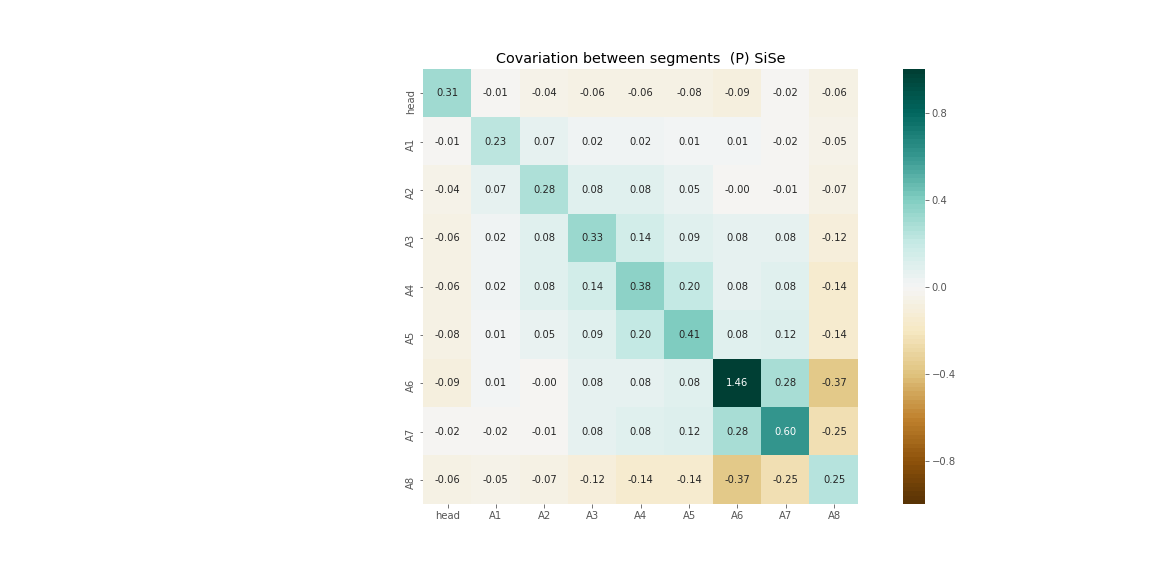 Covariation between segments  (P) SiSe
head 0.31 -0.01 -0.04 -0.06 -0.06 -0.08 -0.09 -0.02 -0.06
A1 -0.01 0.23 0.07 0.02 0.02 0.01 0.01 -0.02 -0.05
A2 -0.04 0.07 0.28 0.08 0.08 0.05 -0.00 -0.01 -0.07
A3 -0.06 0.02 0.08 0.33 0.14 0.09 0.08 0.08 -0.12
A4 -0.06 0.02 0.08 0.14 0.38 0.20 0.08 0.08 -0.14
A5 -0.08 0.01 0.05 0.09 0.20 0.41 0.08 0.12 -0.14
A6 -0.09 0.01 -0.00 0.08 0.08 0.08 1.46 0.28 -0.37
A7 -0.02 -0.02 -0.01 0.08 0.08 0.12 0.28 0.60 -0.25
A8 -0.06 -0.05 -0.07 -0.12 -0.14 -0.14 -0.37 -0.25 0.25
head A1 A2 A3 A4 A5 A6 A7 A8
0.8
0.4
0.0
−0.4
−0.8